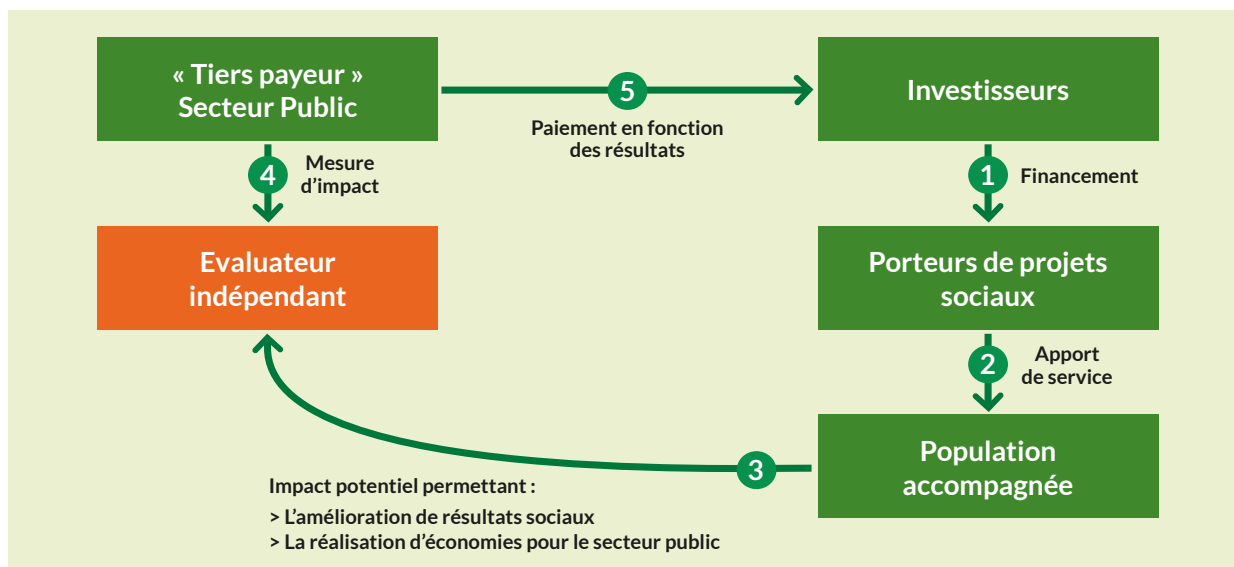 « Tiers payeur »
Secteur Public
5
Paiement en fonction
des résultats
Investisseurs
4
Mesure
d’impact
1
Financement
Evaluateur
indépendant
Porteurs de projets
sociaux
2
Apport
de service
3
Population
accompagnée
Impact potentiel permettant :
> L’amélioration de résultats sociaux
> La réalisation d’économies pour le secteur public